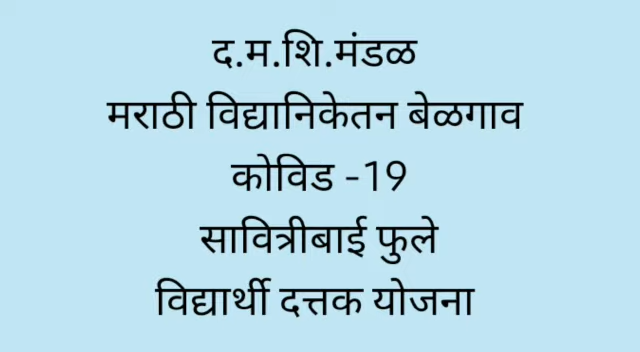 द.म.शि.मंडळ
मराठी विद्यानिकेतन बेळगाव
कोविड -19
सावित्रीबाई फुले
विद्यार्थी दत्तक योजना